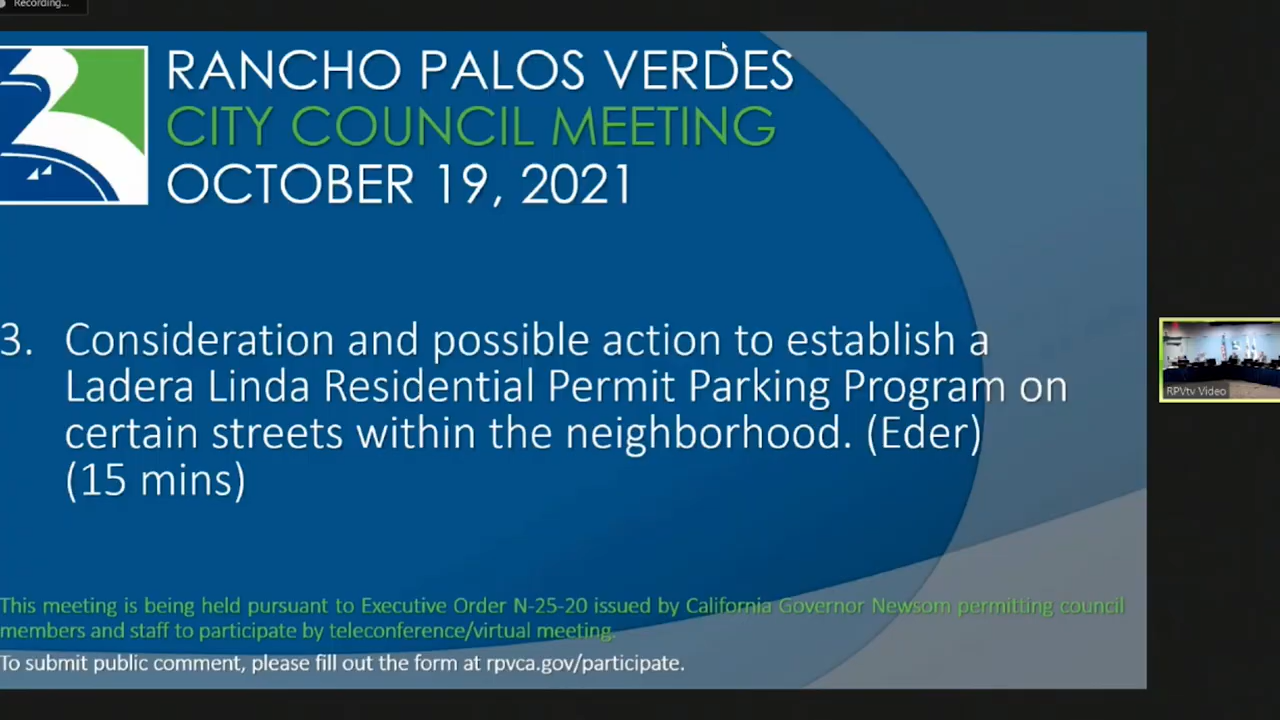 Recording...
RANCHO PALOS VERDES
CITY COUNCIL MEETING
OCTOBER 19, 2021
3. Consideration and possible action to establish a
Ladera Linda Residential Permit Parking Program on
certain streets within the neighborhood. (Eder)
(15 mins)
RPVtv Video
This meeting is being held pursuant to Executive Order N-25-20 issued by California Governor Newsom permitting council
members and staff to participate by teleconference/virtual meeting.
To submit public comment, please fill out the form at rpvca.gov/participate.